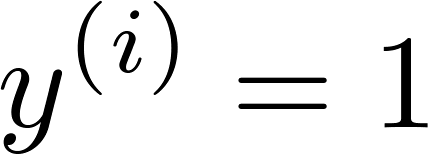 y^{(i)} = 1